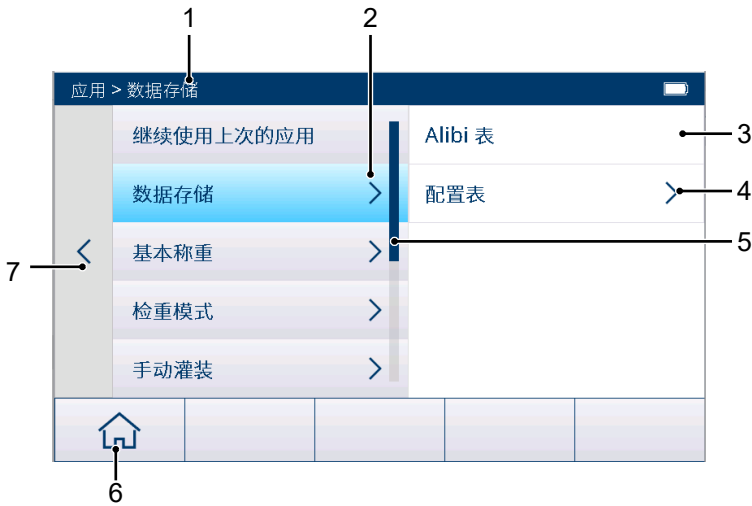 1
2
应用 > 数据存储
继续使用上次的应用
Alibi 表
3
数据存储
配置表
4
5
基本称重
7
检重模式
手动灌装
6